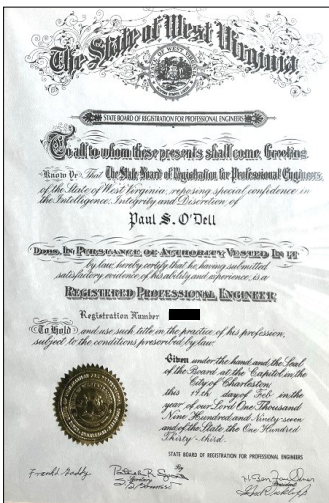 The State of West Virginia
STATE BOARD OF REGISTRATION FOR PROFESSIONAL ENGINEERS
To all to whom these presents shall come, Greeting.
Know Ye That The State Board of Registration for Professional Engineers
of the State of West Virginia, reposing special confidence in
the Intelligence, Integrity and Discretion of
Paul S. O'Dell
Does, In Pursuance of Authority Vested In It
by law, hereby certify that he having submitted
satisfactory evidence of his ability and experience, is a
Registered Professional Engineer
Registration Number
To Hold and use such title in the practice of his profession,
subject to the conditions prescribed by law.
Given under the hand and the Seal
of the Board, at the Capitol, in the
City of Charleston
this 19th day of Feb in the
year of our Lord One Thousand
Nine Hundred and Ninety-seven
and of the State the One Hundred
Thirty-third.
STATE BOARD OF REGISTRATION FOR PROFESSIONAL ENGINEERS
By